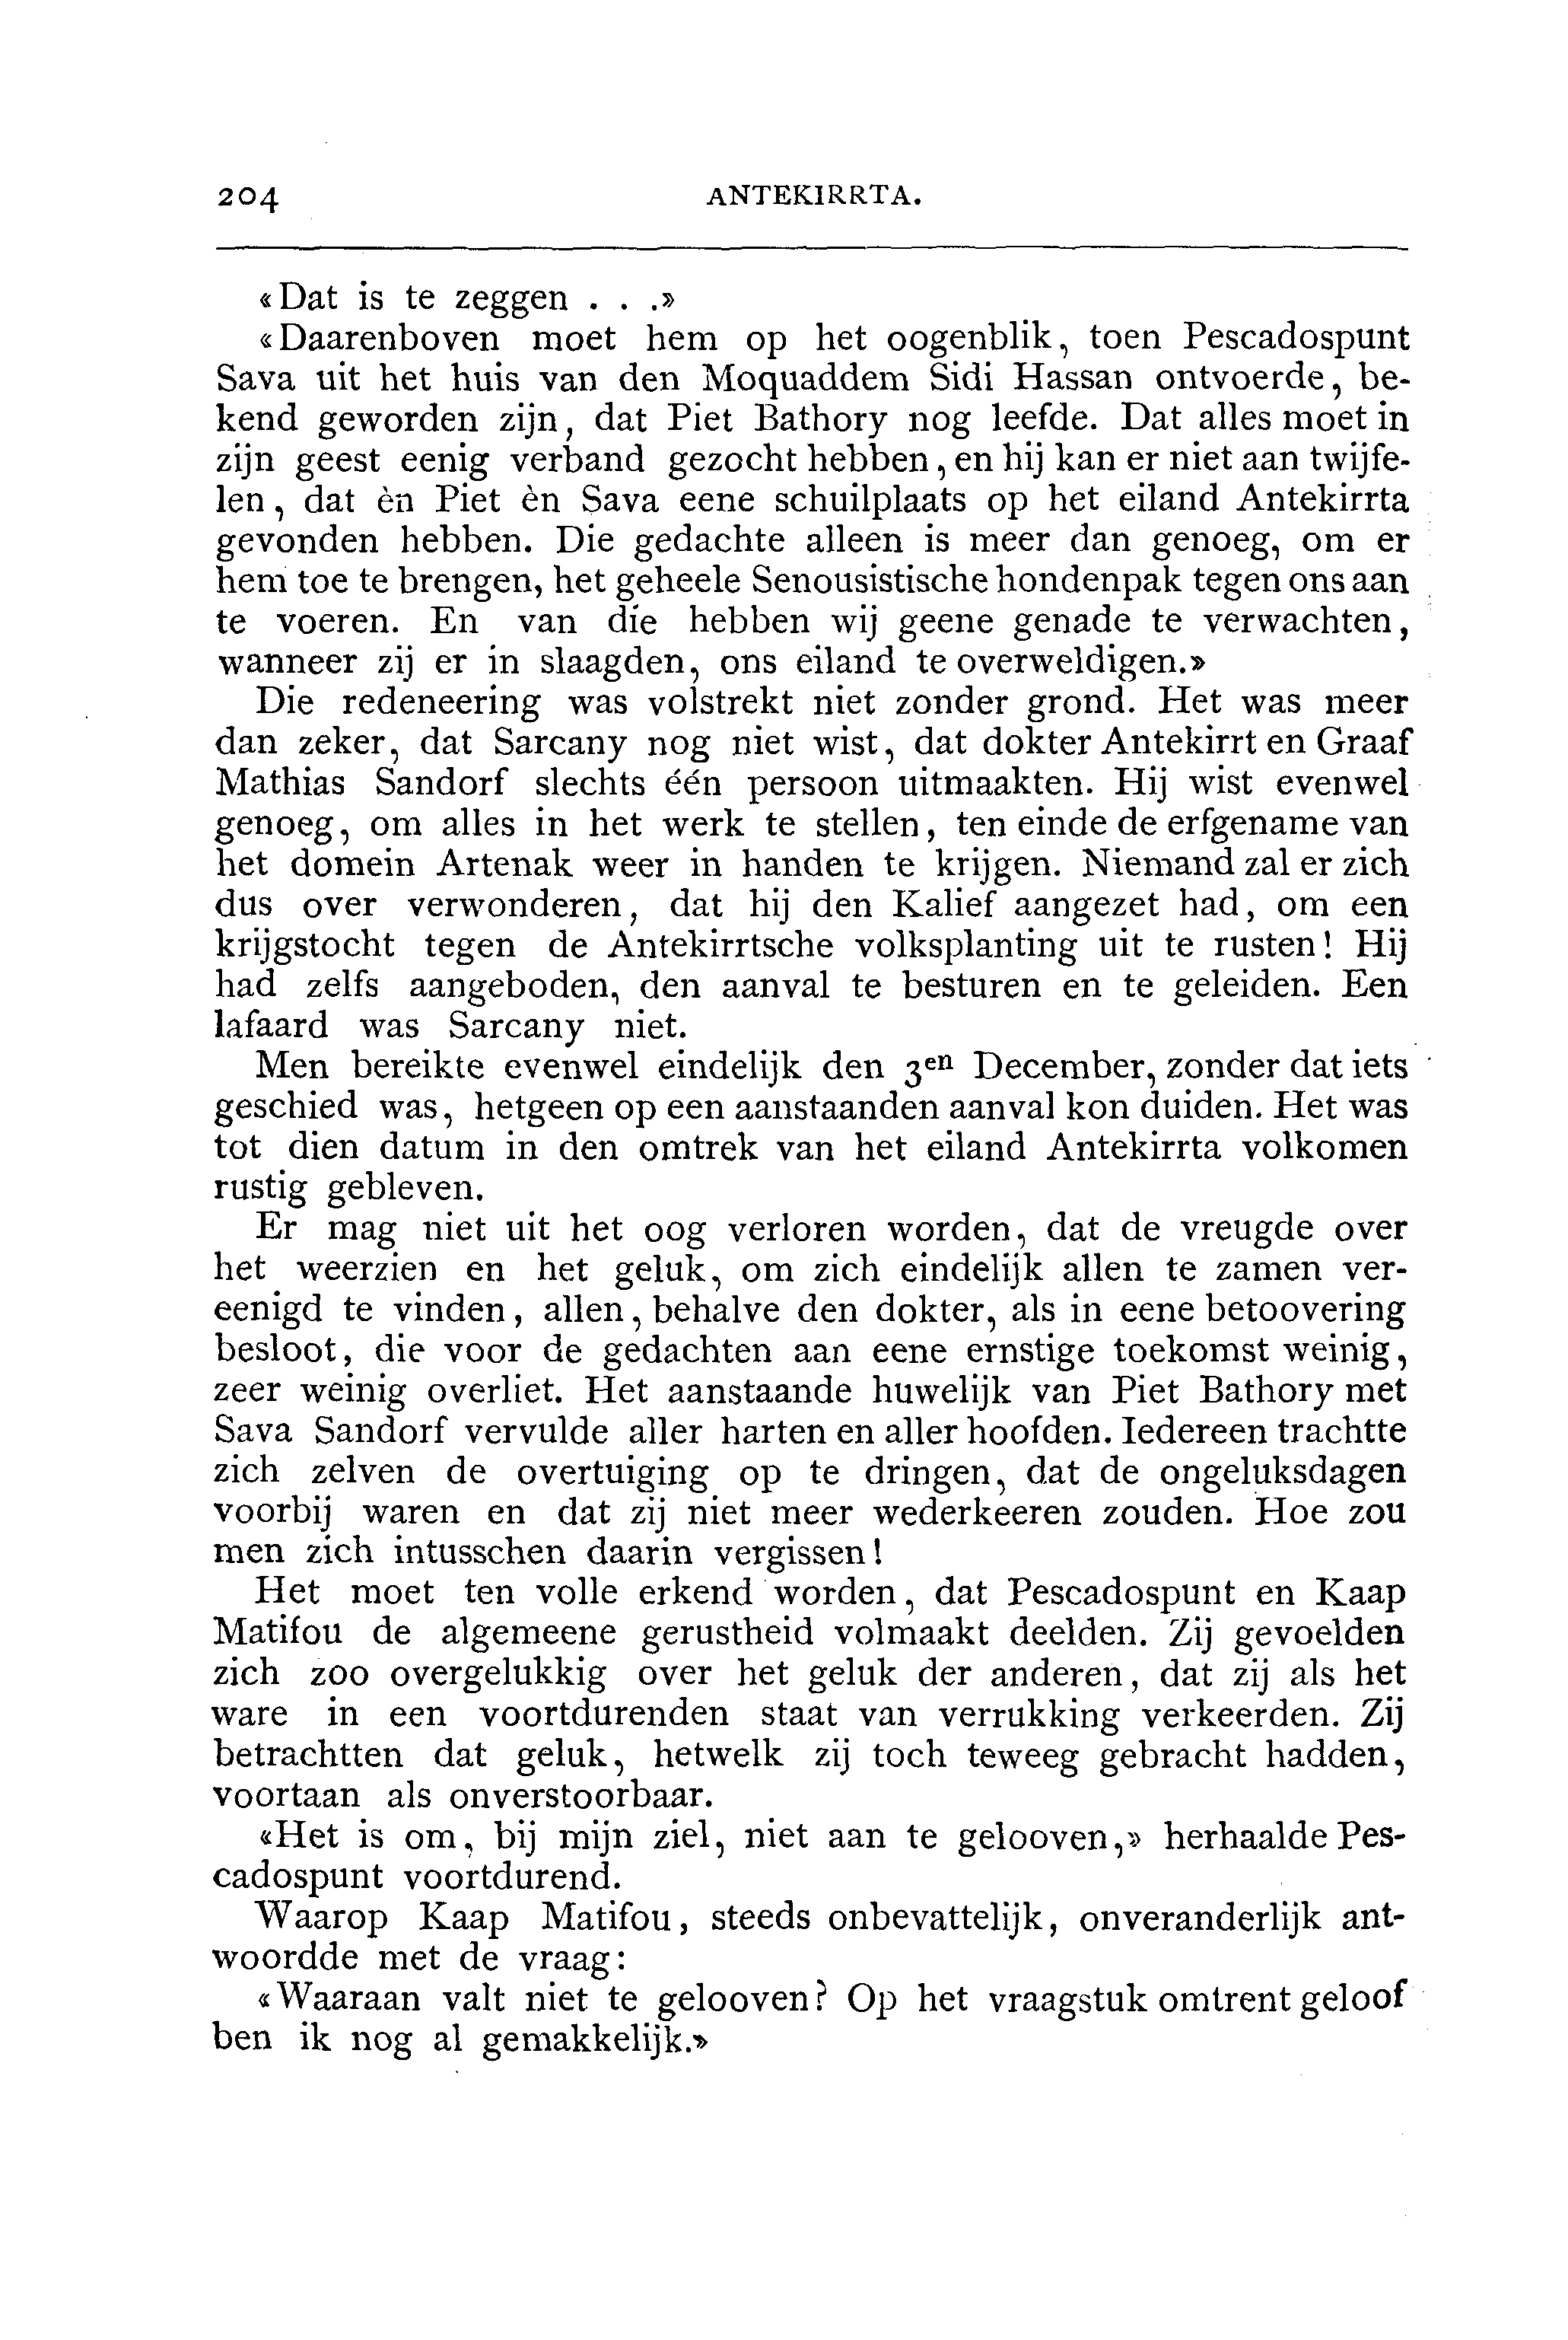 204 ANTEKIRRTA.
«Dat is te zeggen . . .»
«Daarenboven moet hem op het oogenblik, toen Pescadospunt
Sava uit het huis van den Moquaddem Sidi Hassan ontvoerde, be-
kend geworden zijn, dat Piet Bathory nog leefde. Dat alles moet in
zijn geest eenig verband gezocht hebben, en hij kan er niet aan twijfe-
len, dat èn Piet èn Sava eene schuilplaats op het eiland Antekirrta
gevonden hebben. Die gedachte alleen is meer dan genoeg, om er
hem toe te brengen, het geheele Senousistische hondenpak tegen ons aan
te voeren. En van díe hebben wij geene genade te verwachten,
wanneer zij er in slaagden, ons eiland te overweldigen.»
Die redeneering was volstrekt niet zonder grond. Het was meer
dan zeker, dat Sarcany nog niet wist, dat dokter Antekirrt en Graaf
Mathias Sandorf slechts één persoon uitmaakten. Hij wist evenwel
genoeg, om alles in het werk te stellen, ten einde de erfgename van
het domein Artenak weer in handen te krijgen. Niemand zal er zich
dus over verwonderen, dat hij den Kalief aangezet had, om een
krijgstocht tegen de Antekirrtsche volksplanting uit te rusten! Hij
had zelfs aangeboden, den aanval te besturen en te geleiden. Een
lafaard was Sarcany niet.
Men bereikte evenwel eindelijk den 3en December, zonder dat iets
geschied was, hetgeen op een aanstaanden aanval kon duiden. Het was
tot dien datum in den omtrek van het eiland Antekirrta volkomen
rustig gebleven.
Er mag niet uit het oog verloren worden, dat de vreugde over
het weerzien en het geluk, om zich eindelijk allen te zamen ver-
eenigd te vinden, allen, behalve den dokter, als in eene betoovering
besloot, die voor de gedachten aan eene ernstige toekomst weinig,
zeer weinig overliet. Het aanstaande huwelijk van Piet Bathory met
Sava Sandorf vervulde aller harten en aller hoofden. Iedereen trachtte
zich zelven de overtuiging op te dringen, dat de ongeluksdagen
voorbij waren en dat zij niet meer wederkeeren zouden. Hoe zou
men zich intusschen daarin vergissen!
Het moet ten volle erkend worden, dat Pescadospunt en Kaap
Matifou de algemeene gerustheid volmaakt deelden. Zij gevoelden
zich zoo overgelukkig over het geluk der anderen, dat zij als het
ware in een voortdurenden staat van verrukking verkeerden. Zij
betrachtten dat geluk, hetwelk zij toch teweeg gebracht hadden,
voortaan als onverstoorbaar.
«Het is om, bij mijn ziel, niet aan te gelooven,» herhaalde Pes-
cadospunt voortdurend.
Waarop Kaap Matifou, steeds onbevattelijk, onveranderlijk ant-
woordde met de vraag:
«Waaraan valt niet te gelooven? Op het vraagstuk omtrent geloof
ben ik nog al gemakkelijk.»